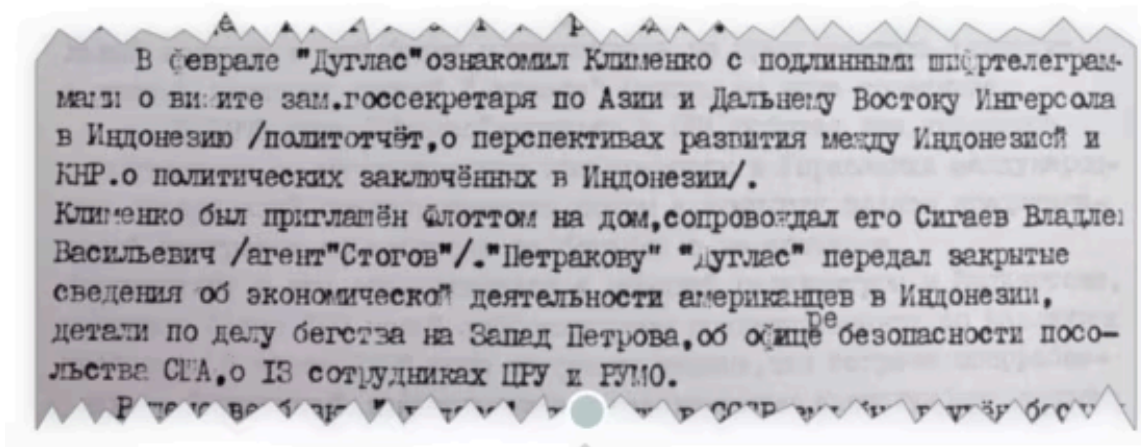 В феврале "Дуглас"ознакомил Клименко с подлинными шифртелеграм-
мами о визите зам.госсекретаря по Азии и Дальнему Востоку Ингерсола
в Индонезию /политотчёт,о перспективах развития между Индонезией и
КНР.о политических заключённых в Индонезии/.
Клименко был приглашён Флоттом на дом,сопровождал его Сигаев Владлен
Васильевич /агент"Стогов"/."Петракову" "Дуглас" передал закрытые
сведения об экономической деятельности американцев в Индонезии,
детали по делу бегства на Запад Петрова,об офицере безопасности посо-
льства США,о 13 сотрудниках ЦРУ и РУМО.